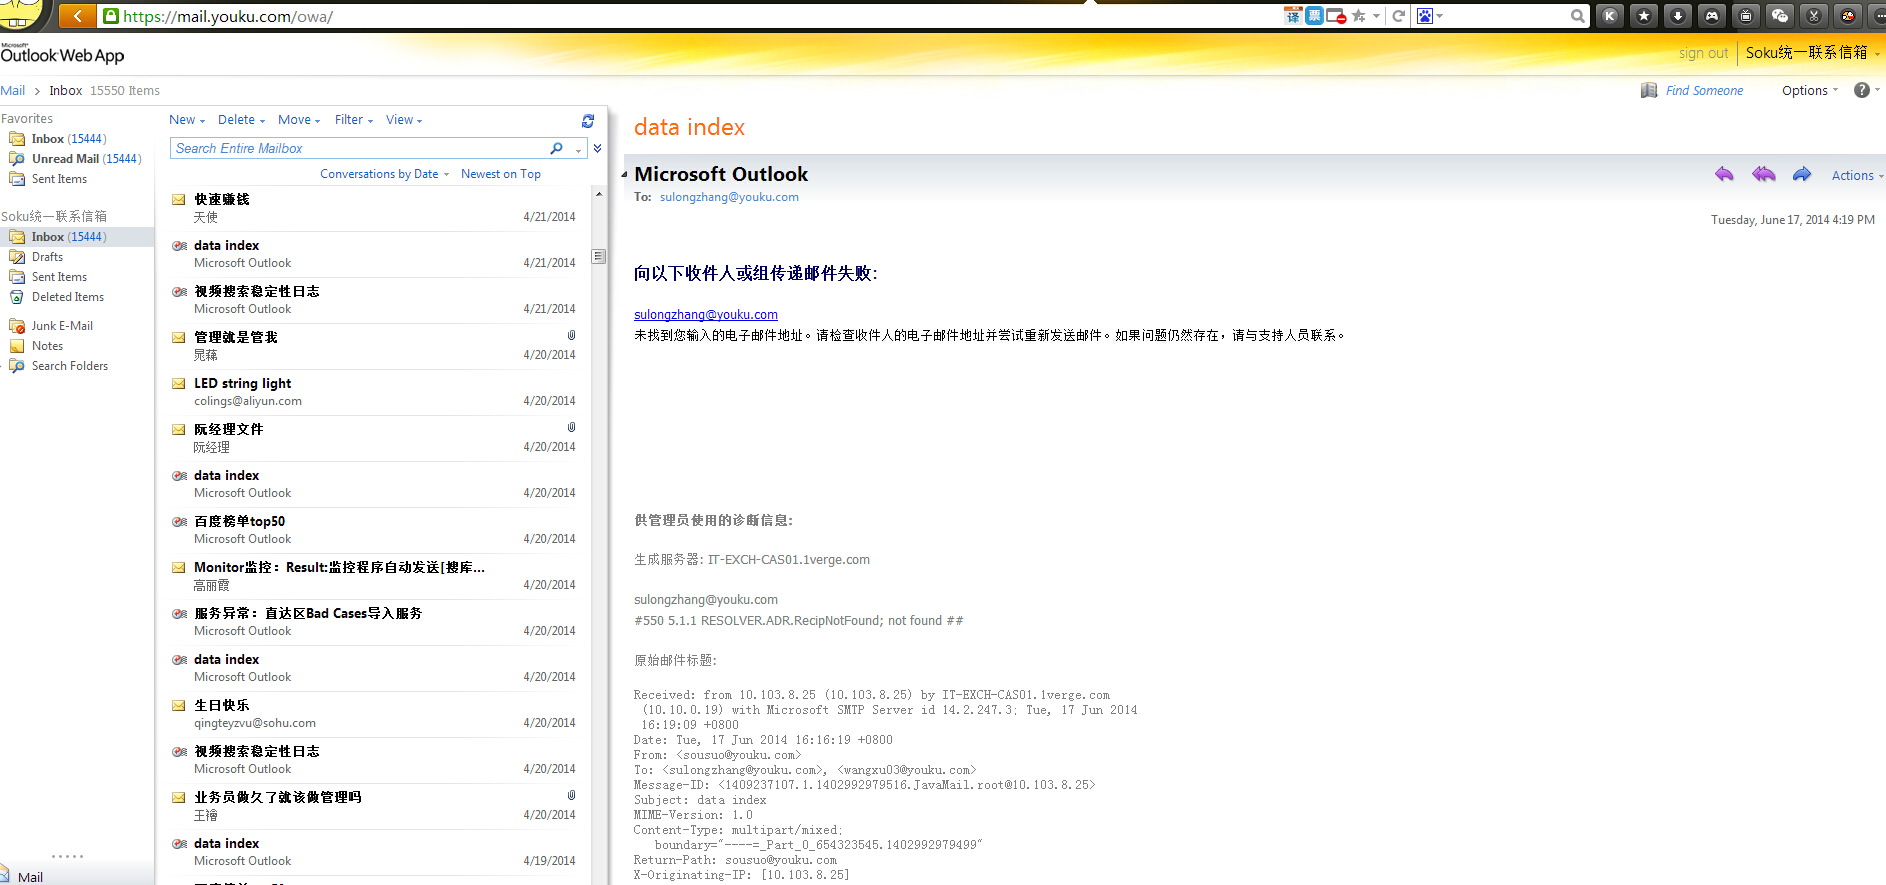 https://mail.youku.com/owa/
译 票
Microsoft®
Outlook Web App
sign out
Soku统一联系信箱
Mail > Inbox 15550 Items
Find Someone
Options
Favorites
Inbox (15444)
Unread Mail (15444)
Sent Items
Soku统一联系信箱
Inbox (15444)
Drafts
Sent Items
Deleted Items
Junk E-Mail
Notes
Search Folders
Mail
New Delete Move Filter View
Search Entire Mailbox
Conversations by Date Newest on Top
快速赚钱
天使 4/21/2014
data index
Microsoft Outlook 4/21/2014
视频搜索稳定性日志
Microsoft Outlook 4/21/2014
管理就是管我
晁蕅 4/20/2014
LED string light
colings@aliyun.com 4/20/2014
阮经理文件
阮经理 4/20/2014
data index
Microsoft Outlook 4/20/2014
百度榜单top50
Microsoft Outlook 4/20/2014
Monitor监控：Result:监控程序自动发送[搜库...
高丽霞 4/20/2014
服务异常：直达区Bad Cases导入服务
Microsoft Outlook 4/20/2014
data index
Microsoft Outlook 4/20/2014
生日快乐
qingteyzvu@sohu.com 4/20/2014
视频搜索稳定性日志
Microsoft Outlook 4/20/2014
业务员做久了就该做管理吗
4/20/2014
data index
Microsoft Outlook 4/19/2014
data index
Microsoft Outlook
To: sulongzhang@youku.com
Actions
Tuesday, June 17, 2014 4:19 PM
向以下收件人或组传递邮件失败:
sulongzhang@youku.com
未找到您输入的电子邮件地址。请检查收件人的电子邮件地址并尝试重新发送邮件。如果问题仍然存在，请与支持人员联系。
供管理员使用的诊断信息:
生成服务器: IT-EXCH-CAS01.1verge.com
sulongzhang@youku.com
#550 5.1.1 RESOLVER.ADR.RecipNotFound; not found ##
原始邮件标题:
Received: from 10.103.8.25 (10.103.8.25) by IT-EXCH-CAS01.1verge.com
(10.10.0.19) with Microsoft SMTP Server id 14.2.247.3; Tue, 17 Jun 2014
16:19:09 +0800
Date: Tue, 17 Jun 2014 16:16:19 +0800
From: <sousuo@youku.com>
To: <sulongzhang@youku.com>, <wangxu03@youku.com>
Message-ID: <1409237107.1.1402992979516.JavaMail.root@10.103.8.25>
Subject: data index
MIME-Version: 1.0
Content-Type: multipart/mixed;
boundary="----=_Part_0_654323545.1402992979499"
Return-Path: sousuo@youku.com
X-Originating-IP: [10.103.8.25]